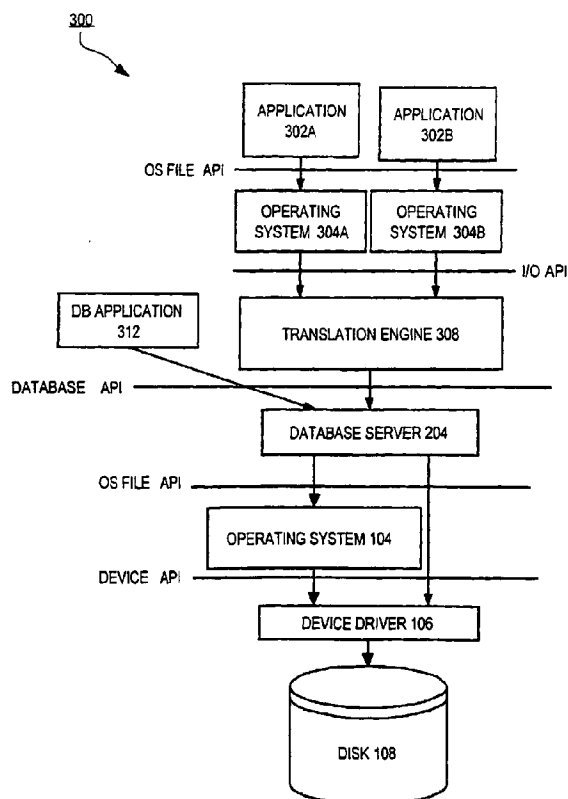 300
APPLICATION
302A
APPLICATION
302B
OS FILE API
OPERATING
SYSTEM 304A
OPERATING
SYSTEM 304B
I/O API
DB APPLICATION
312
TRANSLATION ENGINE 308
DATABASE API
DATABASE SERVER 204
OS FILE API
OPERATING SYSTEM 104
DEVICE API
DEVICE DRIVER 106
DISK 108